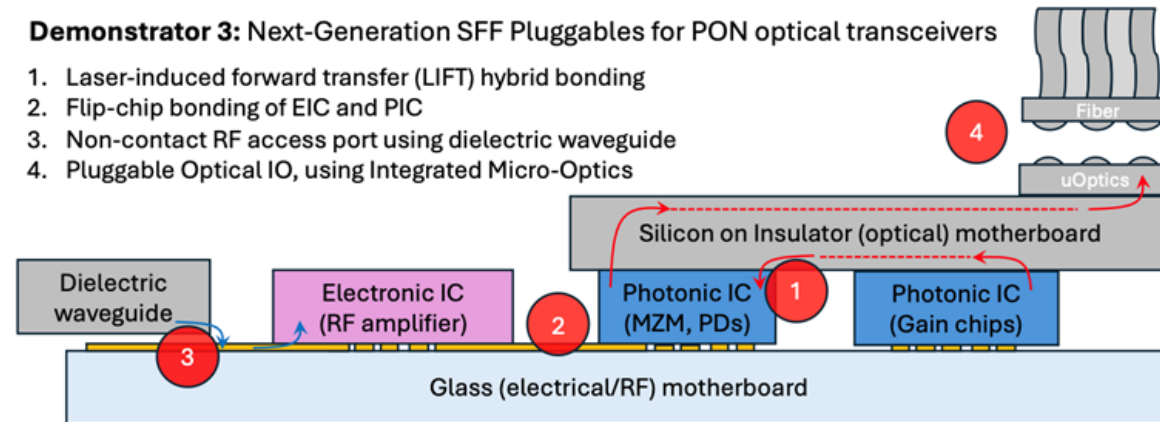 Demonstrator 3: Next-Generation SFF Pluggables for PON optical transceivers
1. Laser-induced forward transfer (LIFT) hybrid bonding
2. Flip-chip bonding of EIC and PIC
3. Non-contact RF access port using dielectric waveguide
4. Pluggable Optical IO, using Integrated Micro-Optics
Fiber
4
uOptics
Silicon on Insulator (optical) motherboard
Dielectric
waveguide
Electronic IC
(RF amplifier)
2
Photonic IC
(MZM, PDs)
1
Photonic IC
(Gain chips)
3
Glass (electrical/RF) motherboard